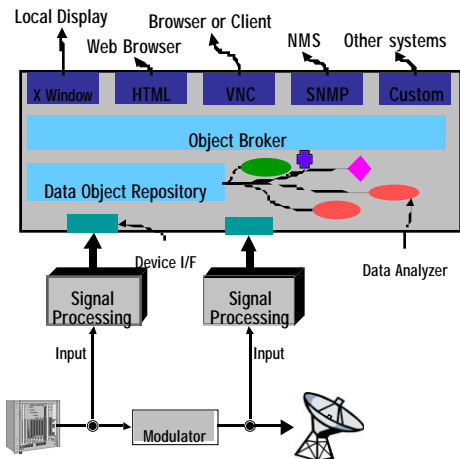 Local Display
Browser or Client
Web Browser
NMS
Other systems
X Window
HTML
VNC
SNMP
Custom
Object Broker
Data Object Repository
Device I/F
Data Analyzer
Signal
Processing
Signal
Processing
Input
Input
Modulator